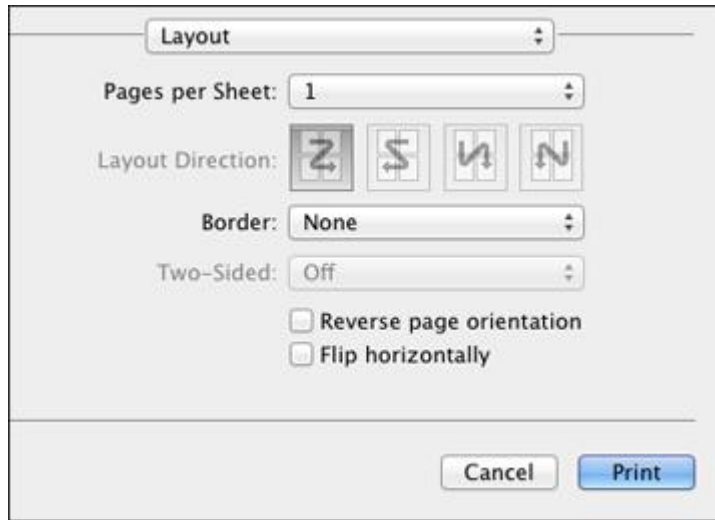 Layout
Pages per Sheet: 1
Layout Direction:
Border: None
Two-Sided: Off
Reverse page orientation
Flip horizontally
Cancel Print